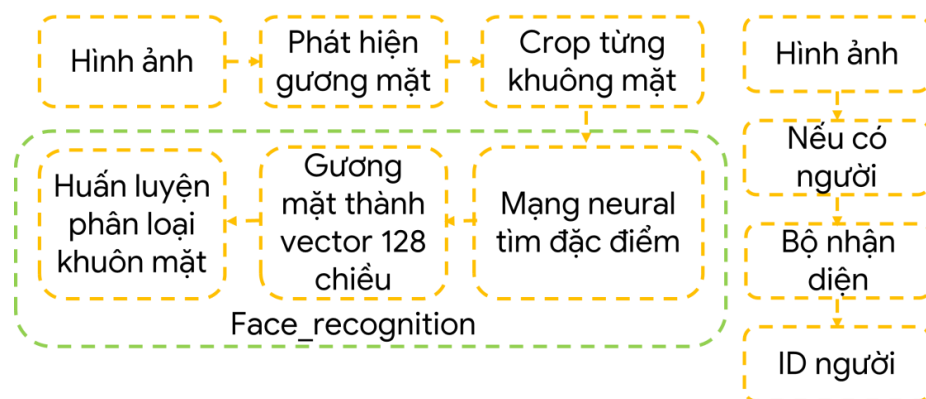 Hình ảnh
Phát hiện
gương mặt
Crop từng
khuông mặt
Mạng neural
tìm đặc điểm
Gương
mặt thành
vector 128
chiều
Huấn luyện
phân loại
khuôn mặt
Face_recognition
Hình ảnh
Nếu có
người
Bộ nhận
diện
ID người